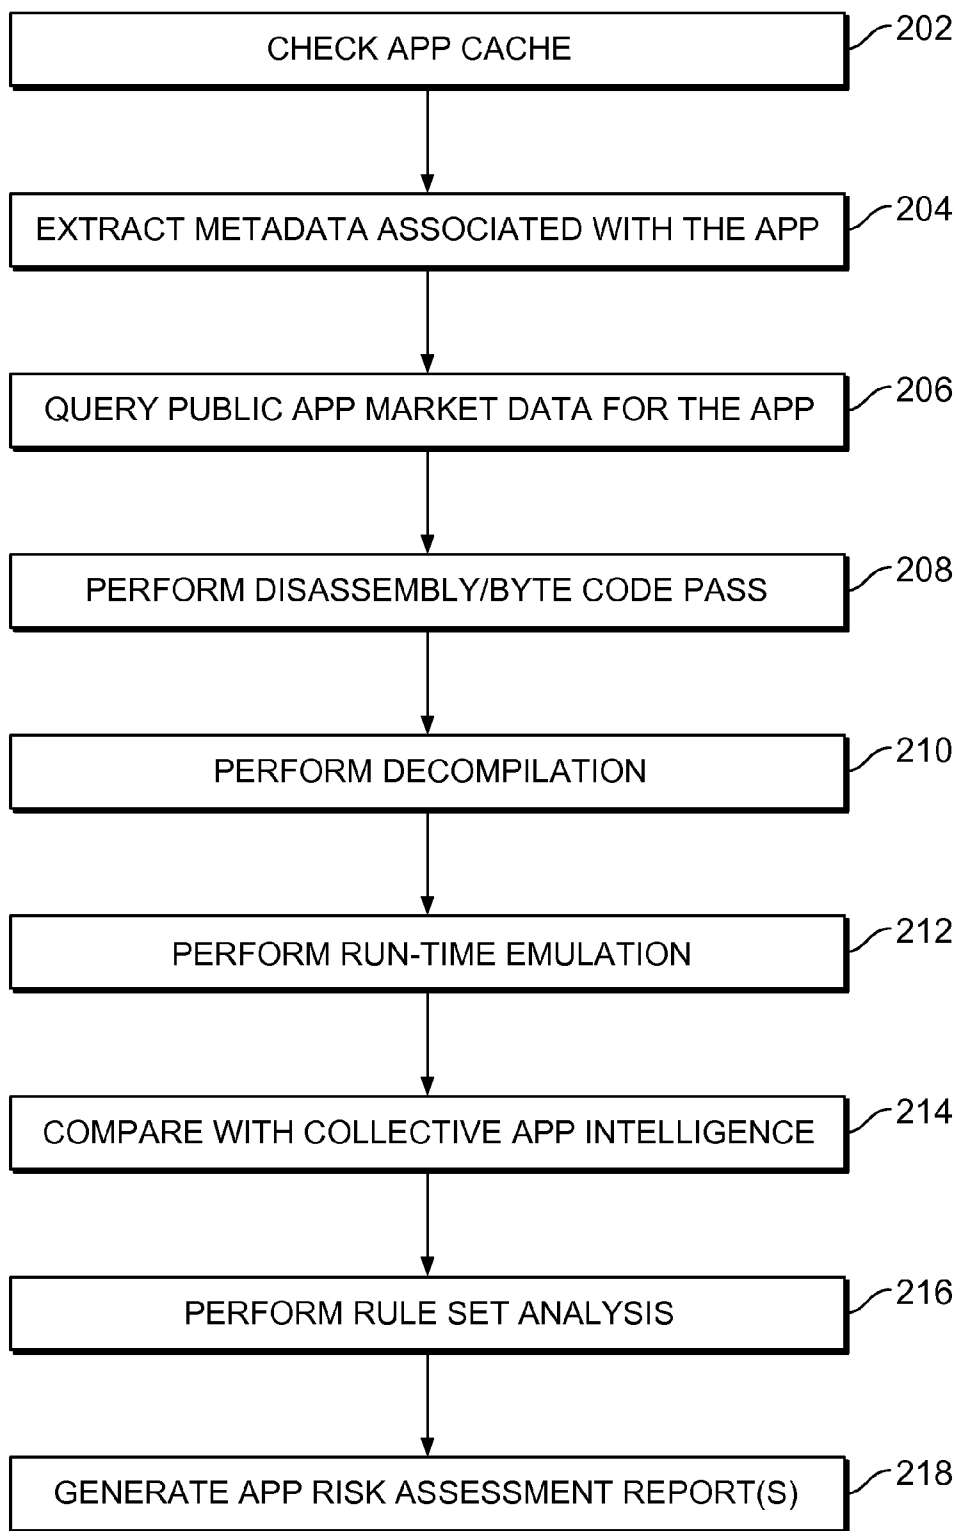 CHECK APP CACHE
202
EXTRACT METADATA ASSOCIATED WITH THE APP
204
QUERY PUBLIC APP MARKET DATA FOR THE APP
206
PERFORM DISASSEMBLY/BYTE CODE PASS
208
PERFORM DECOMPILATION
210
PERFORM RUN-TIME EMULATION
212
COMPARE WITH COLLECTIVE APP INTELLIGENCE
214
PERFORM RULE SET ANALYSIS
216
GENERATE APP RISK ASSESSMENT REPORT(S)
218